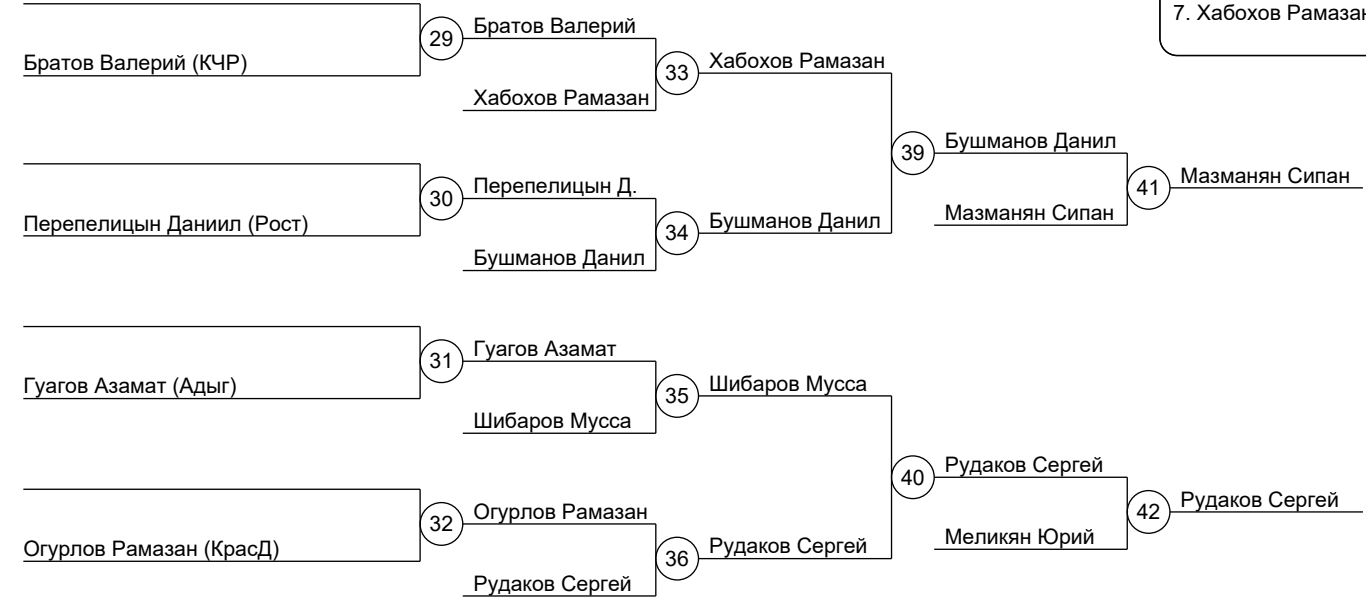 7. Хабохов Рамазан
Братов Валерий (КЧР)
29
Братов Валерий
Хабохов Рамазан
33
Хабохов Рамазан
Перепелицын Даниил (Рост)
30
Перепелицын Д.
Бушманов Данил
34
Бушманов Данил
39
Бушманов Данил
Мазманян Сипан
41
Мазманян Сипан
Гуагов Азамат (Адыг)
31
Гуагов Азамат
Шибаров Мусса
35
Шибаров Мусса
Огурлов Рамазан (КрасД)
32
Огурлов Рамазан
Рудаков Сергей
36
Рудаков Сергей
40
Рудаков Сергей
Меликян Юрий
42
Рудаков Сергей